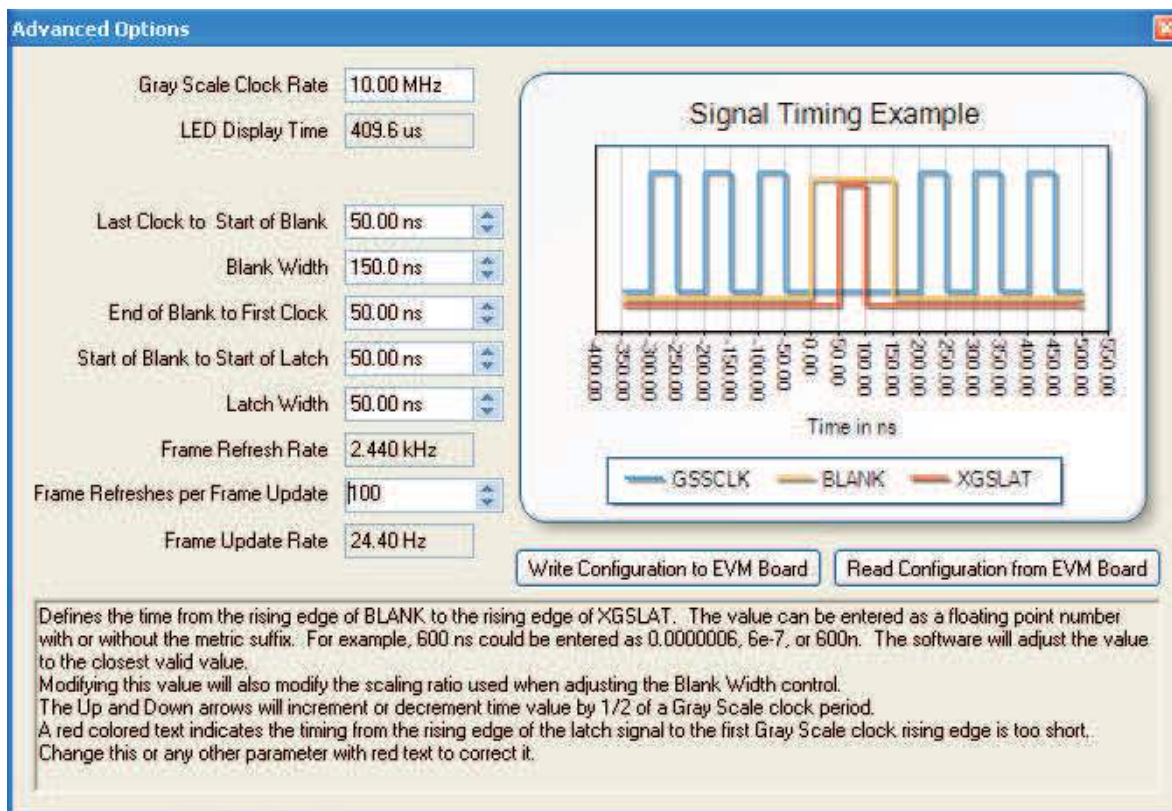 Advanced Options
Gray Scale Clock Rate 10.00 MHz
LED Display Time 409.6 us
Last Clock to Start of Blank 50.00 ns
Blank Width 150.0 ns
End of Blank to First Clock 50.00 ns
Start of Blank to Start of Latch 50.00 ns
Latch Width 50.00 ns
Frame Refresh Rate 2.440 kHz
Frame Refreshes per Frame Update 100
Frame Update Rate 24.40 Hz
Signal Timing Example
-400.00 -350.00 -300.00 -250.00 -200.00 -150.00 -100.00 -50.00 0.00 50.00 100.00 150.00 200.00 250.00 300.00 350.00 400.00 450.00 500.00 550.00
Time in ns
GSSCLK BLANK XGSLAT
Write Configuration to EVM Board Read Configuration from EVM Board
Defines the time from the rising edge of BLANK to the rising edge of XGSLAT. The value can be entered as a floating point number
with or without the metric suffix. For example, 600 ns could be entered as 0.0000006, 6e-7, or 600n. The software will adjust the value
to the closest valid value.
Modifying this value will also modify the scaling ratio used when adjusting the Blank Width control.
The Up and Down arrows will increment or decrement time value by 1/2 of a Gray Scale clock period.
A red colored text indicates the timing from the rising edge of the latch signal to the first Gray Scale clock rising edge is too short.
Change this or any other parameter with red text to correct it.